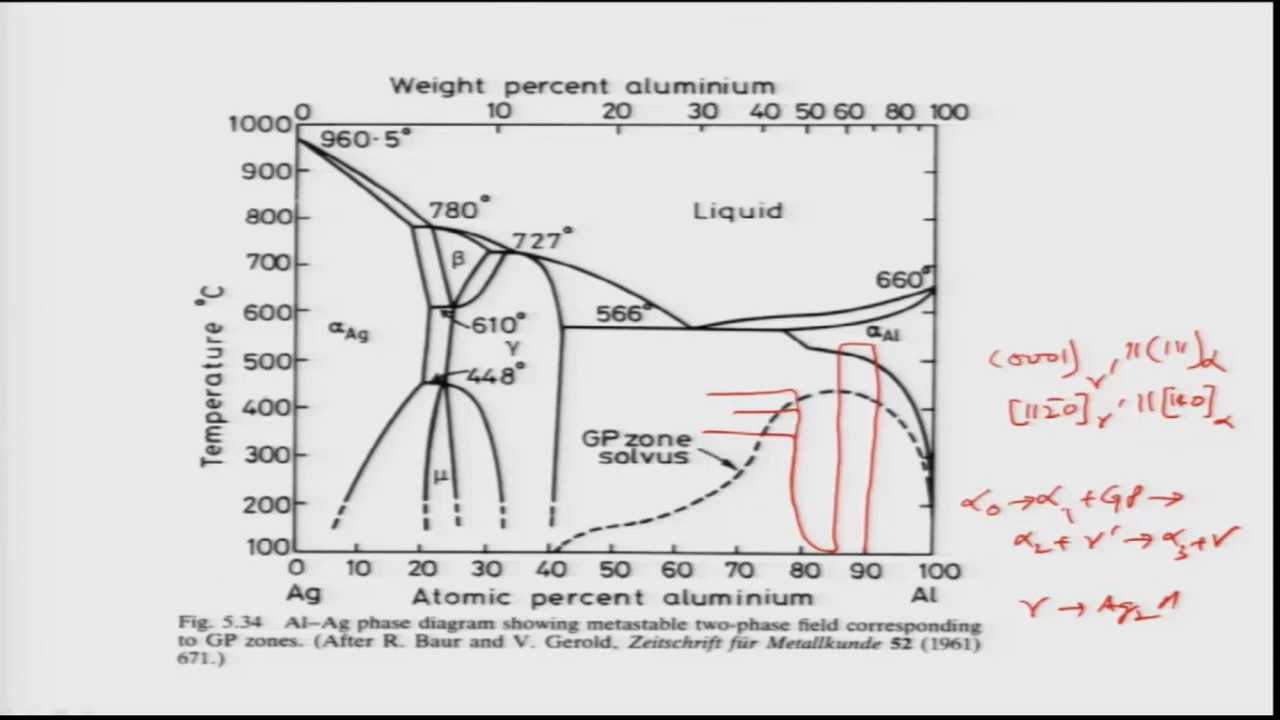 Weight percent aluminium
0 10 20 30 40 50 60 80 100
1000
960·5°
900
800
780°
Liquid
700
β
727°
660°
600
566°
αAg
610°
αAl
γ
500
448°
400
GP zone
solvus
300
μ
200
100
Temperature °C
0 10 20 30 40 50 60 70 80 90 100
Ag Atomic percent aluminium Al
(0001)γ' // (111)α
[112̄0]γ' // [110]α
α₀ → α₁ + GP →
α₂ + γ' → α₃ + γ
γ → Ag₂Al
Fig. 5.34 Al–Ag phase diagram showing metastable two-phase field corresponding
to GP zones. (After R. Baur and V. Gerold, Zeitschrift für Metallkunde 52 (1961)
671.)